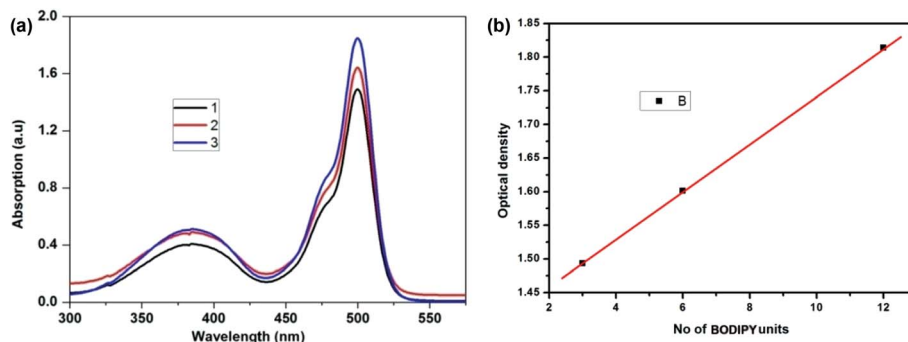 (a)
2.0
1.6
1.2
0.8
0.4
0.0
Absorption (a.u)
1
2
3
300 350 400 450 500 550
Wavelength (nm)
(b)
1.85
1.80
1.75
1.70
1.65
1.60
1.55
1.50
1.45
Optical density
B
2 4 6 8 10 12
No of BODIPY units